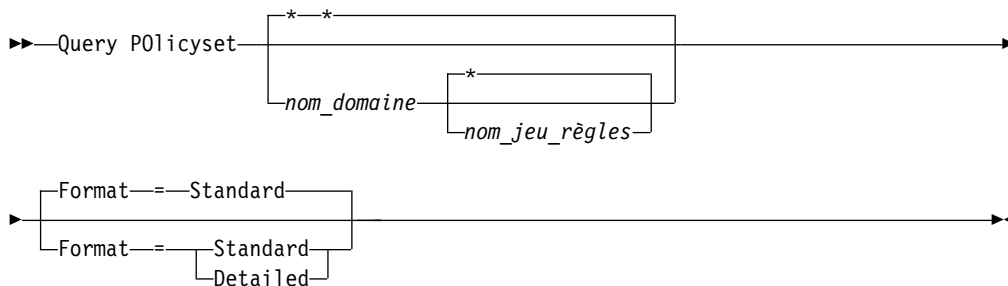 * *
Query POlicyset
*
nom_domaine
nom_jeu_règles
Format = Standard
Format = Standard
Detailed